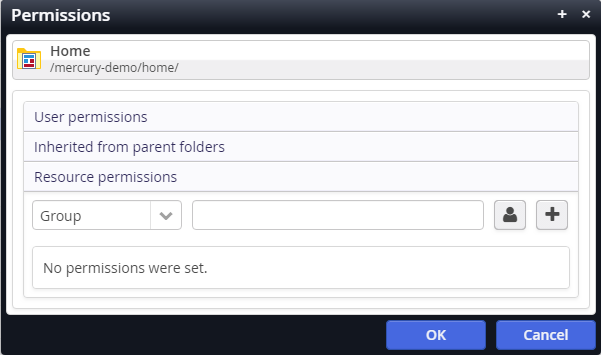 Permissions
Home
/mercury-demo/home/
User permissions
Inherited from parent folders
Resource permissions
Group
No permissions were set.
OK Cancel